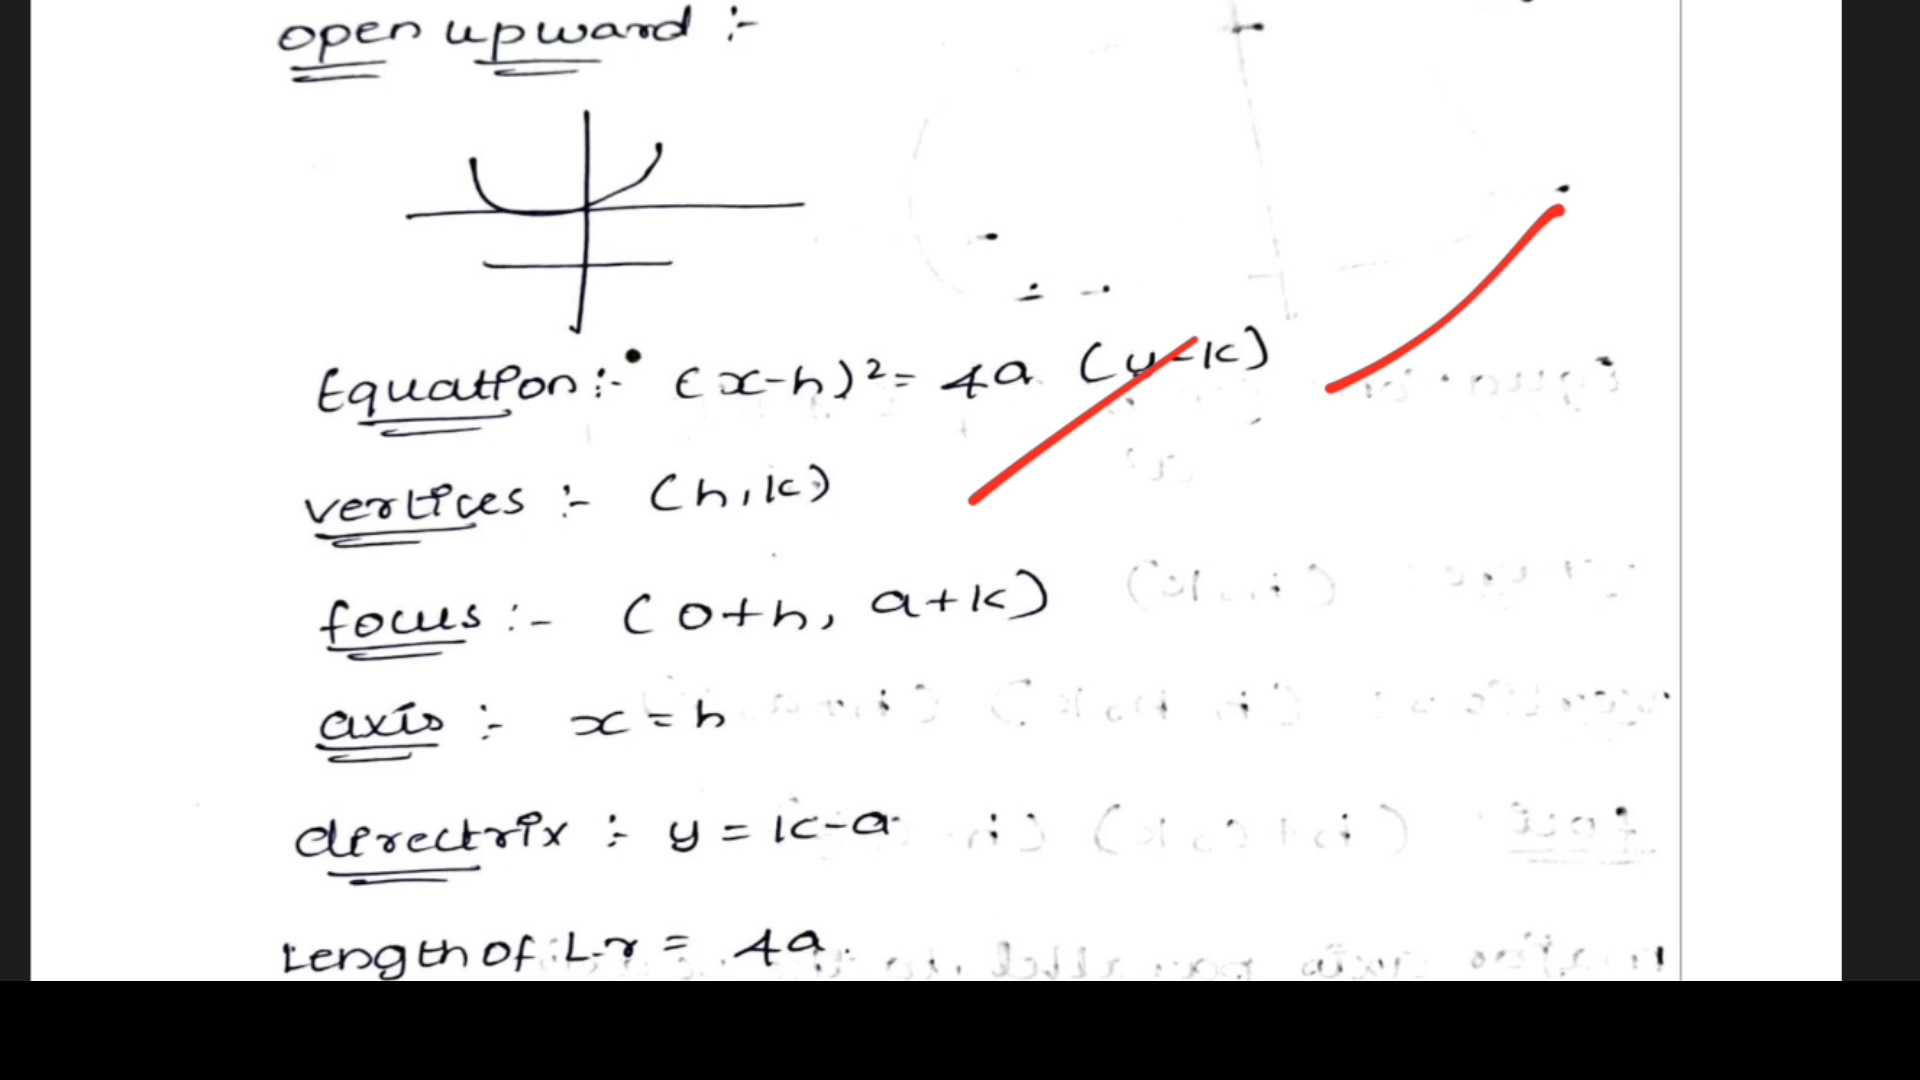 open upward :-
Equation :- (x-h)²= 4a (y-k)
vertices :- (h,k)
focus :- (0+h, a+k)
axis :- x = h
directrix :- y = k-a
Length of L.r = 4a.